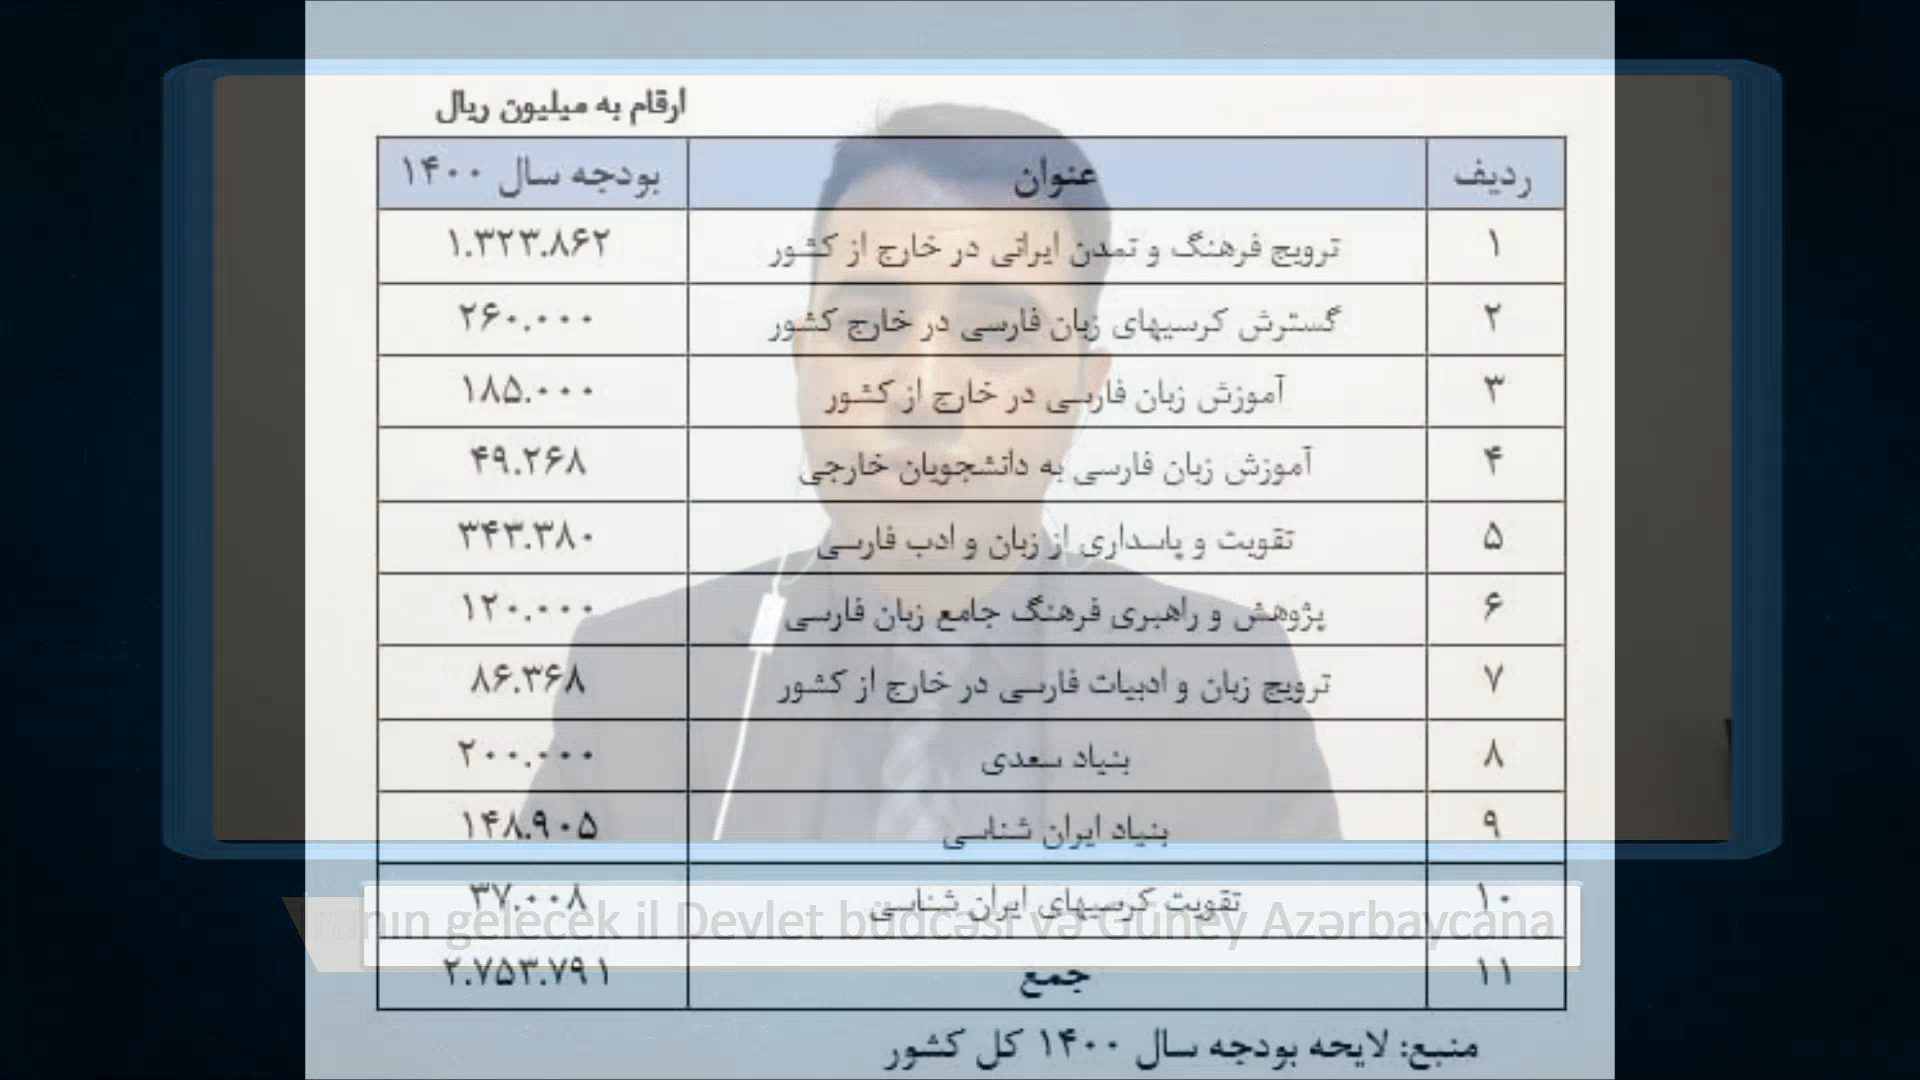 ارقام به میلیون ریال
ردیف عنوان بودجه سال ۱۴۰۰
۱ ترویج فرهنگ و تمدن ایرانی در خارج از کشور ۱.۳۲۳.۸۶۲
۲ گسترش کرسیهای زبان فارسی در خارج کشور ۲۶۰.۰۰۰
۳ آموزش زبان فارسی در خارج از کشور ۱۸۵.۰۰۰
۴ آموزش زبان فارسی به دانشجویان خارجی ۴۹.۲۶۸
۵ تقویت و پاسداری از زبان و ادب فارسی ۳۴۳.۳۸۰
۶ پژوهش و راهبری فرهنگ جامع زبان فارسی ۱۲۰.۰۰۰
۷ ترویج زبان و ادبیات فارسی در خارج از کشور ۸۶.۳۶۸
۸ بنیاد سعدی ۲۰۰.۰۰۰
۹ بنیاد ایران شناسی ۱۴۸.۹۰۵
۱۰ تقویت کرسیهای ایران شناسی ۳۷.۰۰۸
İranın gelecek il Devlet büdcəsi və Güney Azərbaycana
۱۱ جمع ۲.۷۵۳.۷۹۱
منبع: لایحه بودجه سال ۱۴۰۰ کل کشور